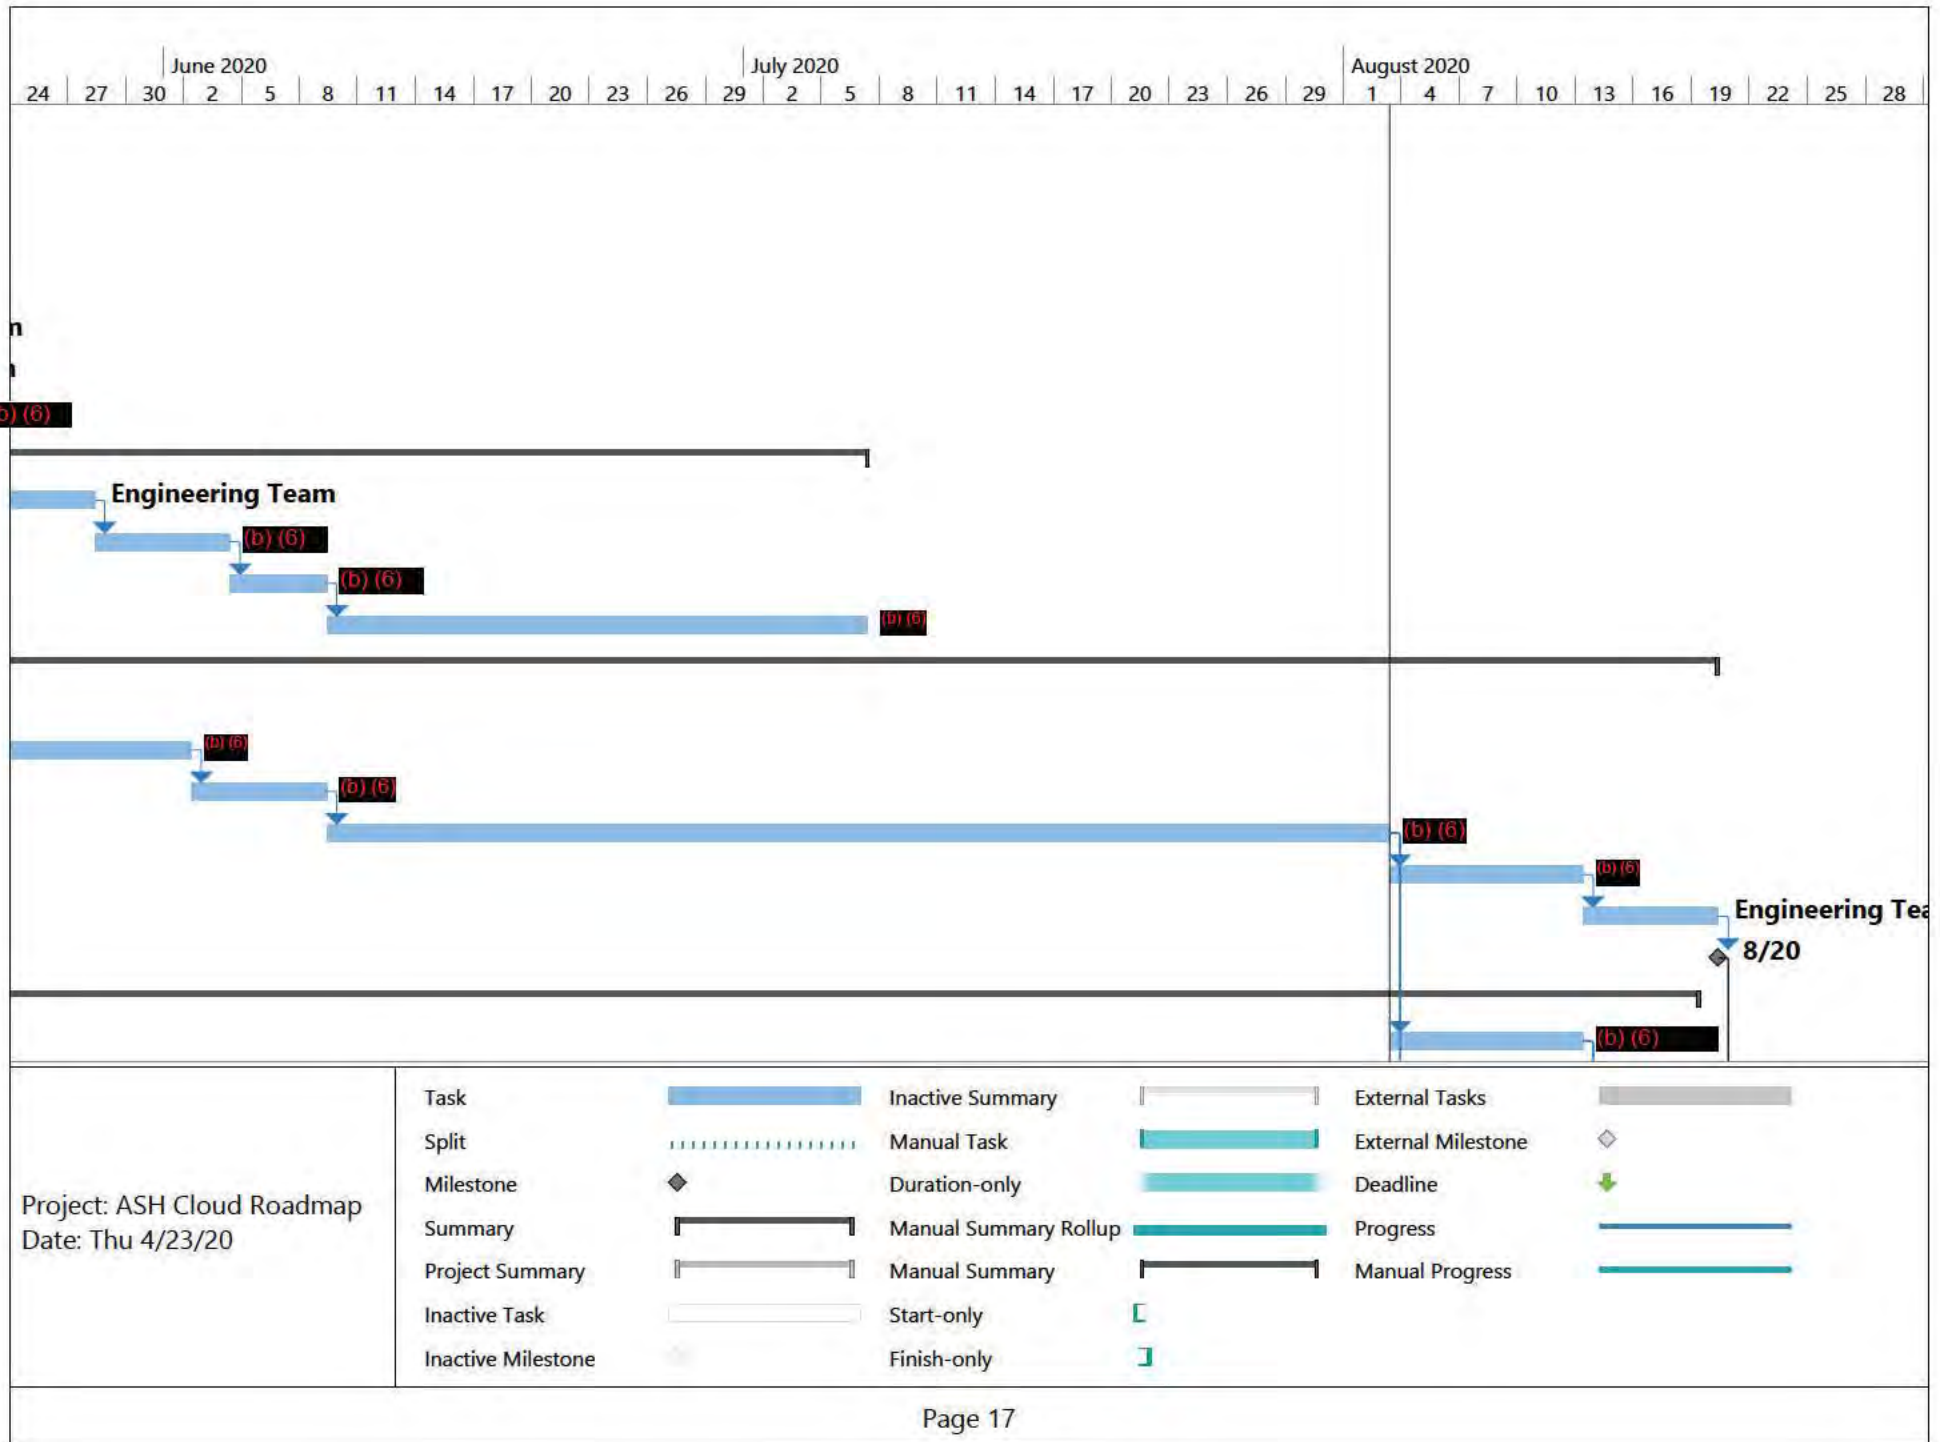 June 2020 July 2020 August 2020
24 27 30 2 5 8 11 14 17 20 23 26 29 2 5 8 11 14 17 20 23 26 29 1 4 7 10 13 16 19 22 25 28
(b) (6)
Engineering Team
(b) (6)
(b) (6)
(b) (6)
(b) (6)
(b) (6)
(b) (6)
(b) (6)
Engineering Tea
8/20
(b) (6)
Task Inactive Summary External Tasks
Split Manual Task External Milestone
Milestone Duration-only Deadline
Summary Manual Summary Rollup Progress
Project Summary Manual Summary Manual Progress
Inactive Task Start-only
Inactive Milestone Finish-only
Project: ASH Cloud Roadmap
Date: Thu 4/23/20
Page 17